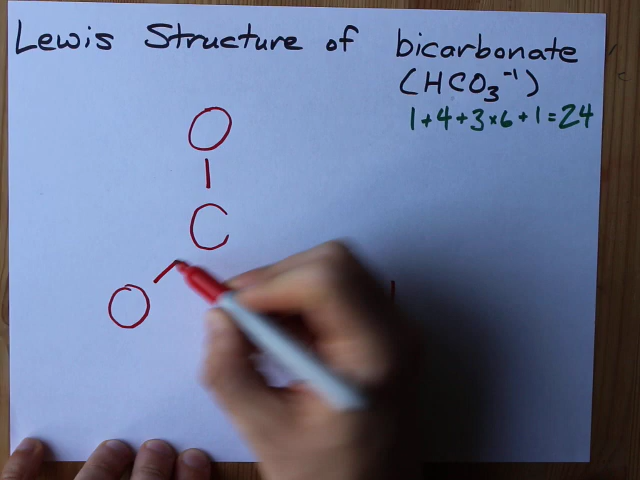 Lewis Structure of bicarbonate
(HCO₃⁻¹)
1+4+3×6+1=24
O
C
O